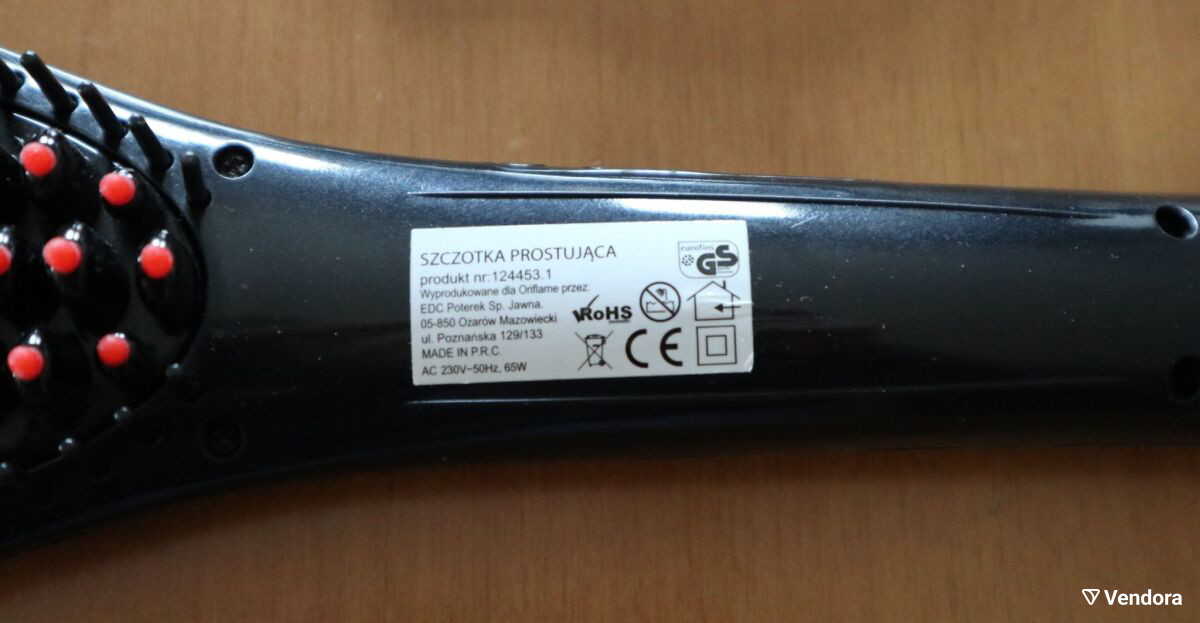 SZCZOTKA PROSTUJĄCA
produkt nr:124453.1
Wyprodukowane dla Oriflame przez:
EDC Poterek Sp. Jawna.
05-850 Ożarów Mazowiecki
ul. Poznańska 129/133
MADE IN P.R.C.
AC 230V~50Hz, 65W
eurofins
GS
RoHS
CE
Vendora